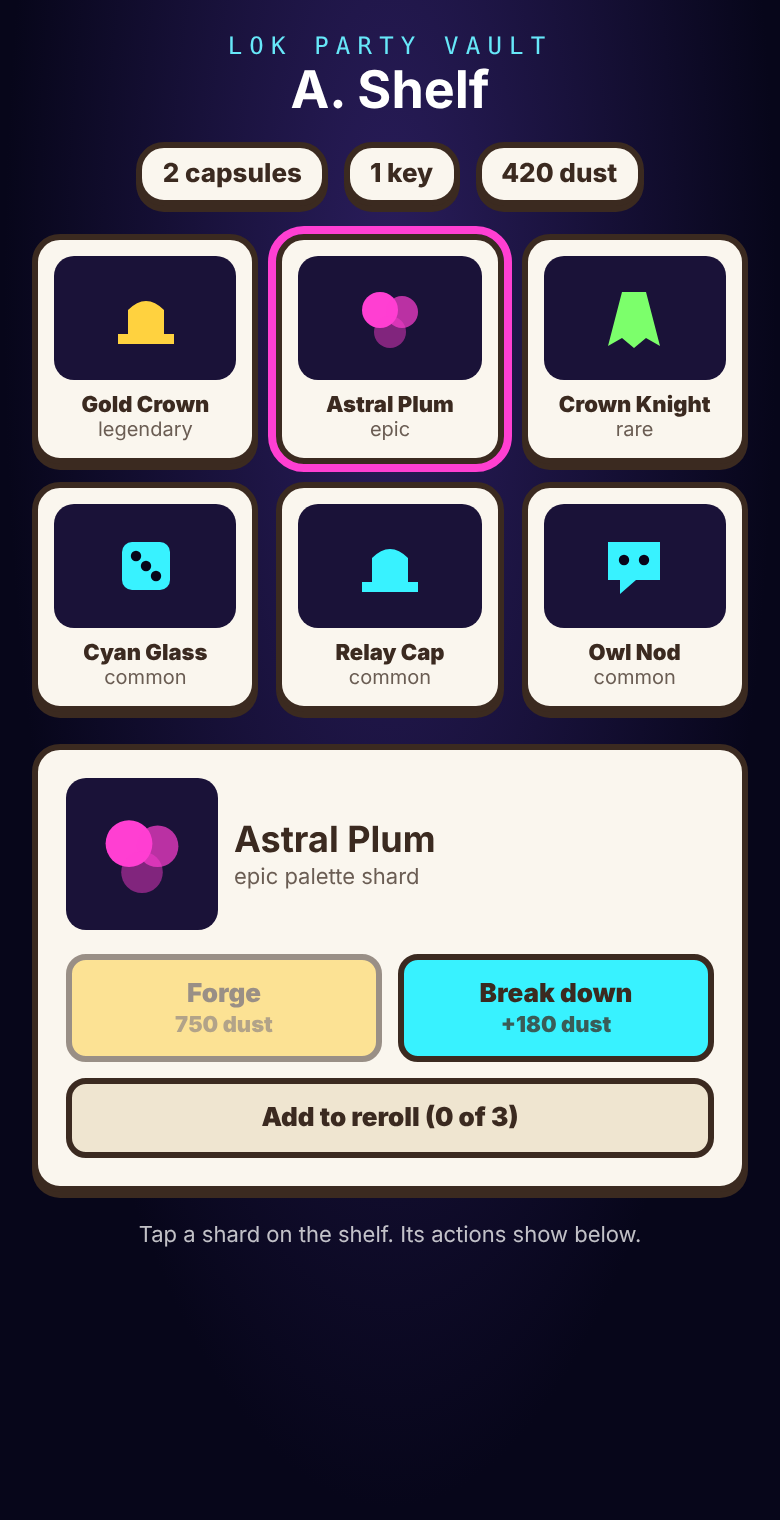 LOK PARTY VAULT
A. Shelf
2 capsules
1 key
420 dust
Gold Crown
legendary
Astral Plum
epic
Crown Knight
rare
Cyan Glass
common
Relay Cap
common
Owl Nod
common
Astral Plum
epic palette shard
Forge
750 dust
Break down
+180 dust
Add to reroll (0 of 3)
Tap a shard on the shelf. Its actions show below.